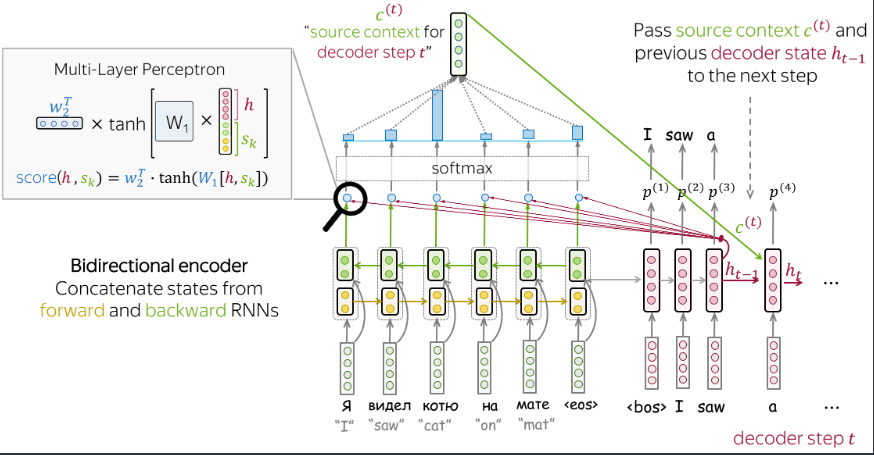 c^(t)
"source context for
decoder step t"
Pass source context c^(t) and
previous decoder state h_{t-1}
to the next step
Multi-Layer Perceptron
w_2^T × tanh [ W_1 × ] h
s_k
score(h , s_k) = w_2^T · tanh(W_1[h, s_k])
I saw a
softmax
p^(1) p^(2) p^(3) p^(4)
c^(t)
Bidirectional encoder
Concatenate states from
forward and backward RNNs
h_{t-1} h_t ...
Я видел котю на мате <eos> <bos> I saw a ...
"I" "saw" "cat" "on" "mat"
decoder step t